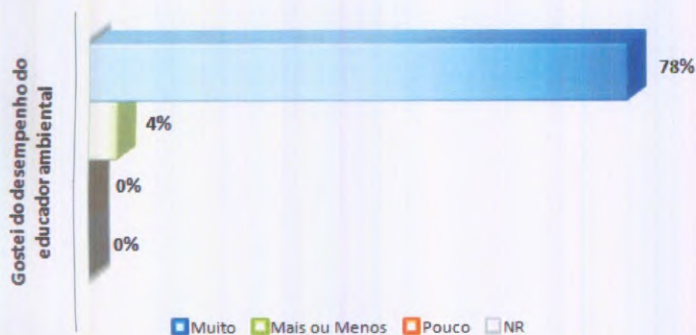 Gostei do desempenho do
educador ambiental
78%
4%
0%
0%
Muito Mais ou Menos Pouco NR